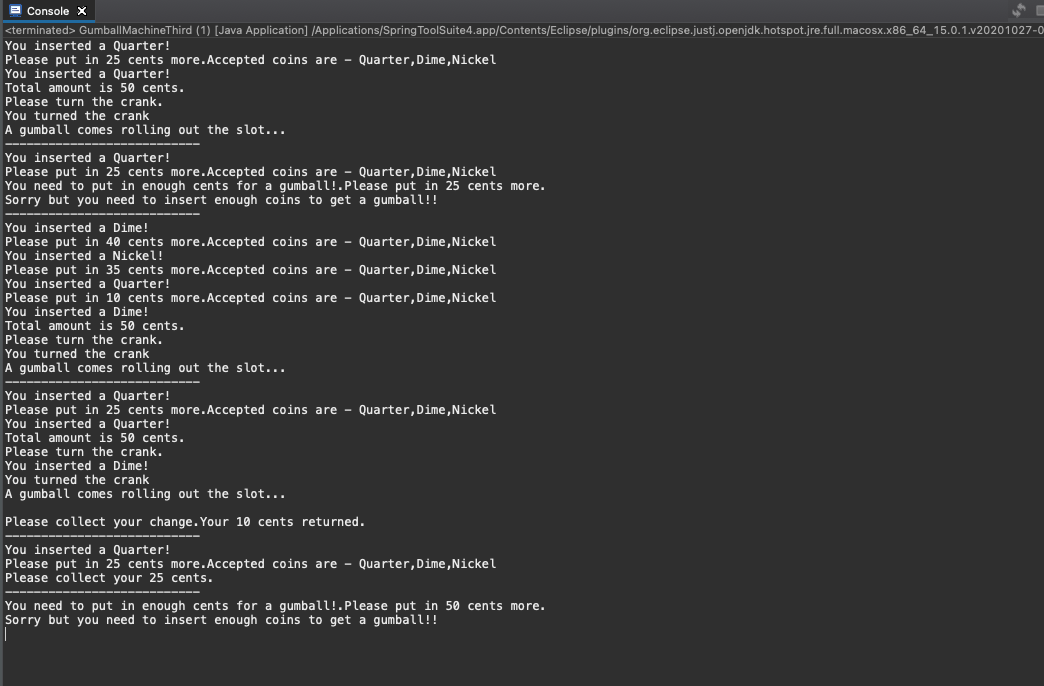 Console
<terminated> GumballMachineThird (1) [Java Application] /Applications/SpringToolSuite4.app/Contents/Eclipse/plugins/org.eclipse.justj.openjdk.hotspot.jre.full.macosx.x86_64_15.0.1.v20201027-0
You inserted a Quarter!
Please put in 25 cents more.Accepted coins are – Quarter,Dime,Nickel
You inserted a Quarter!
Total amount is 50 cents.
Please turn the crank.
You turned the crank
A gumball comes rolling out the slot...
---------------------------
You inserted a Quarter!
Please put in 25 cents more.Accepted coins are – Quarter,Dime,Nickel
You need to put in enough cents for a gumball!.Please put in 25 cents more.
Sorry but you need to insert enough coins to get a gumball!!
---------------------------
You inserted a Dime!
Please put in 40 cents more.Accepted coins are – Quarter,Dime,Nickel
You inserted a Nickel!
Please put in 35 cents more.Accepted coins are – Quarter,Dime,Nickel
You inserted a Quarter!
Please put in 10 cents more.Accepted coins are – Quarter,Dime,Nickel
You inserted a Dime!
Total amount is 50 cents.
Please turn the crank.
You turned the crank
A gumball comes rolling out the slot...
---------------------------
You inserted a Quarter!
Please put in 25 cents more.Accepted coins are – Quarter,Dime,Nickel
You inserted a Quarter!
Total amount is 50 cents.
Please turn the crank.
You inserted a Dime!
You turned the crank
A gumball comes rolling out the slot...
Please collect your change.Your 10 cents returned.
---------------------------
You inserted a Quarter!
Please put in 25 cents more.Accepted coins are – Quarter,Dime,Nickel
Please collect your 25 cents.
---------------------------
You need to put in enough cents for a gumball!.Please put in 50 cents more.
Sorry but you need to insert enough coins to get a gumball!!